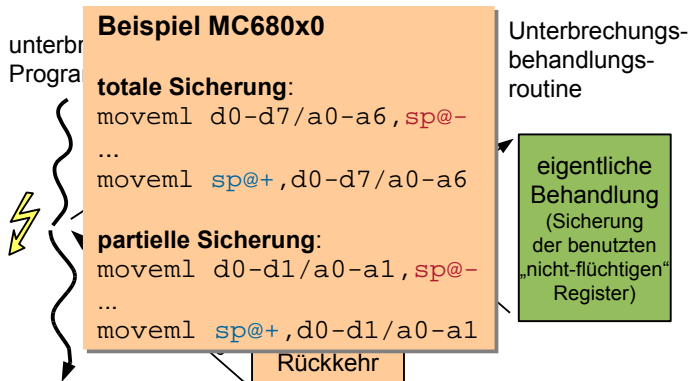 unterbr
Program
Beispiel MC680x0
totale Sicherung:
moveml d0-d7/a0-a6,sp@-
...
moveml sp@+,d0-d7/a0-a6
partielle Sicherung:
moveml d0-d1/a0-a1,sp@-
...
moveml sp@+,d0-d1/a0-a1
Unterbrechungs-
behandlungs-
routine
eigentliche
Behandlung
(Sicherung
der benutzten
„nicht-flüchtigen“
Register)
Rückkehr